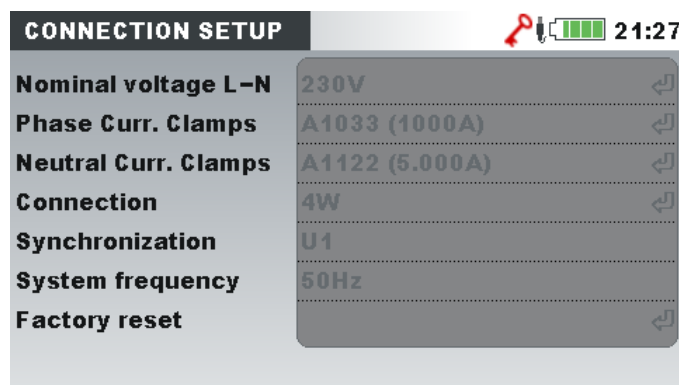 CONNECTION SETUP 21:27
Nominal voltage L-N 230V
Phase Curr. Clamps A1033 (1000A)
Neutral Curr. Clamps A1122 (5.000A)
Connection 4W
Synchronization U1
System frequency 50Hz
Factory reset